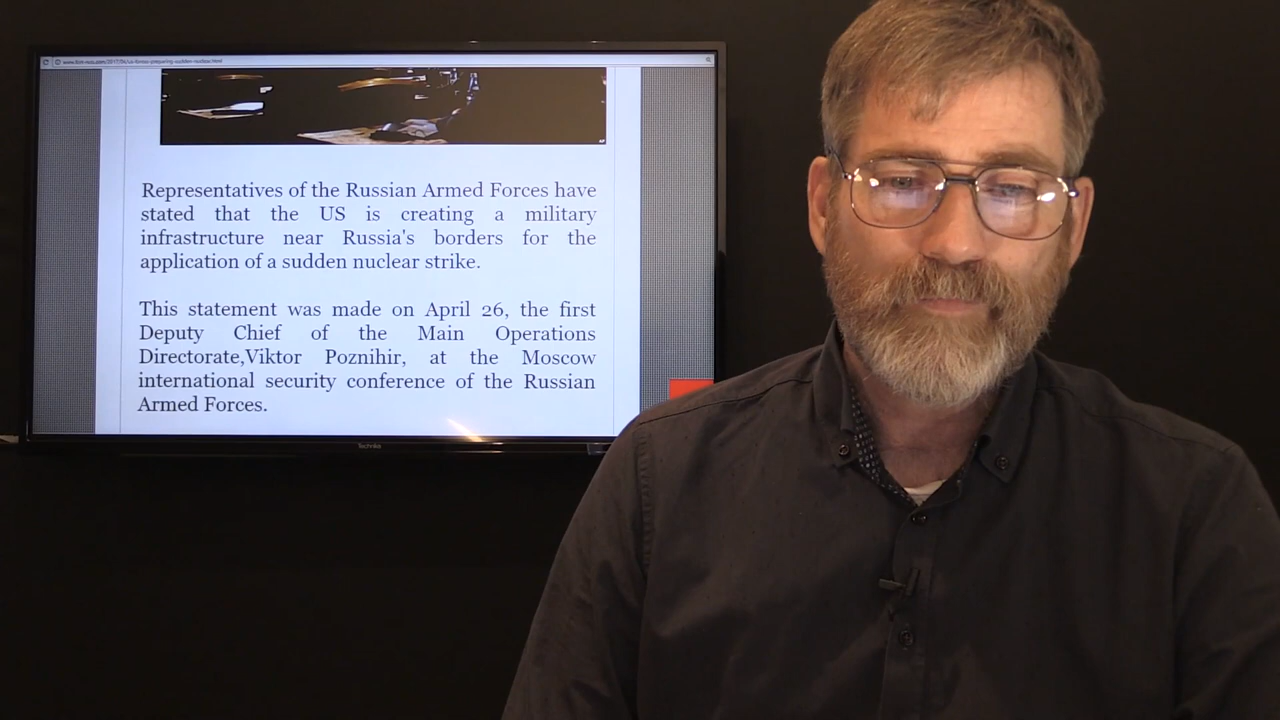 Representatives of the Russian Armed Forces have
stated that the US is creating a military
infrastructure near Russia's borders for the
application of a sudden nuclear strike.
This statement was made on April 26, the first
Deputy Chief of the Main Operations
Directorate,Viktor Poznihir, at the Moscow
international security conference of the Russian
Armed Forces.
Technika